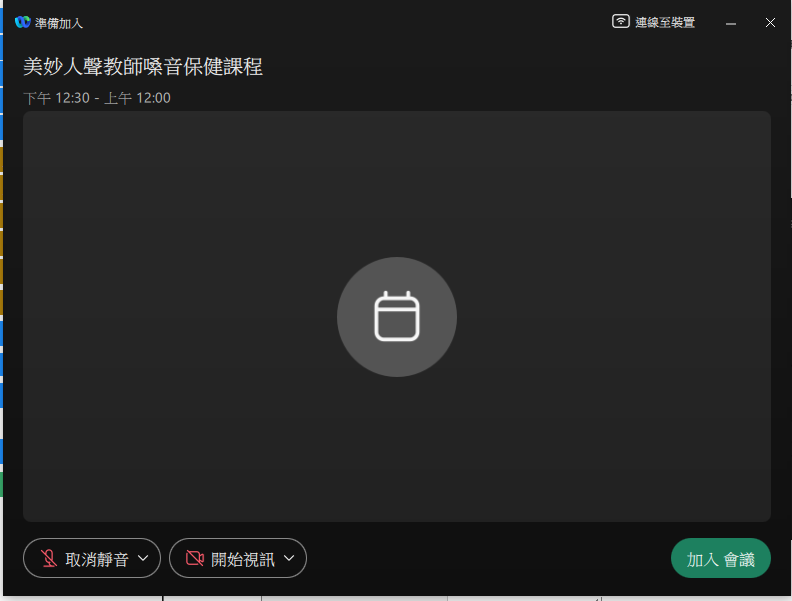 準備加入
連線至裝置
美妙人聲教師嗓音保健課程
下午 12:30 - 上午 12:00
取消靜音
開始視訊
加入 會議